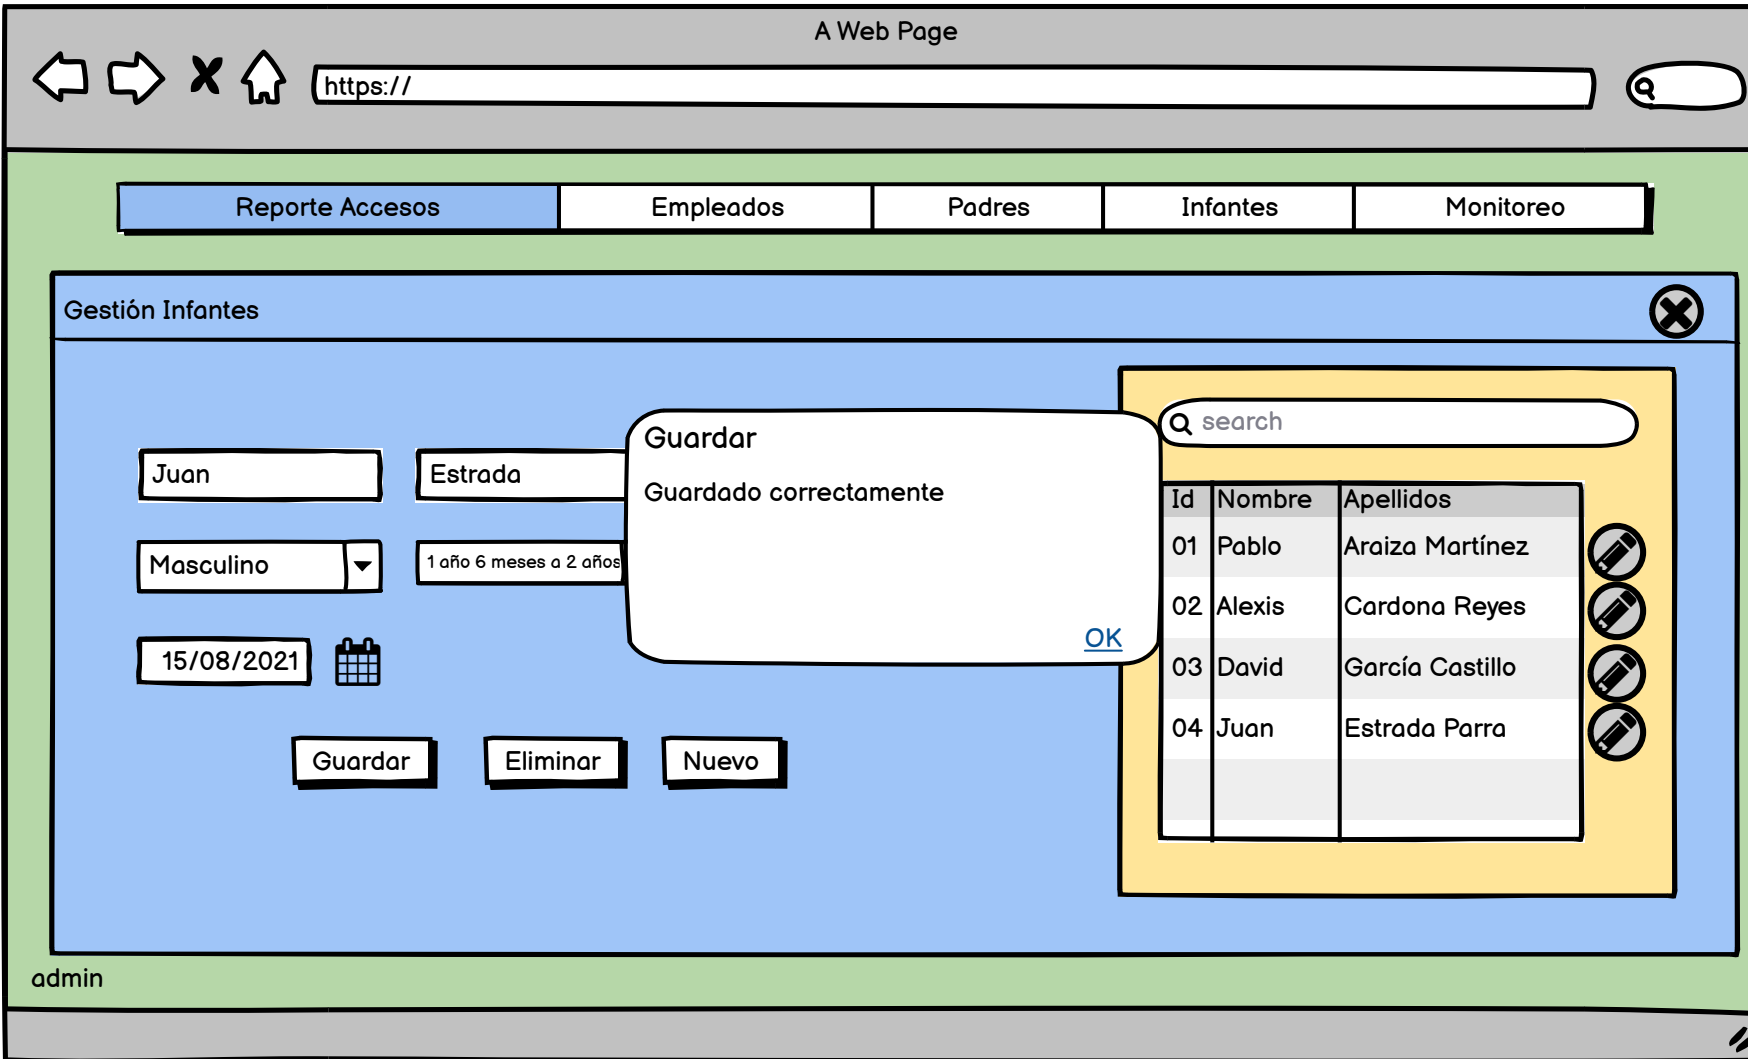 A Web Page
https://
Reporte Accesos Empleados Padres Infantes Monitoreo
Gestión Infantes
search
Guardar
Juan Estrada
Guardado correctamente
Id Nombre Apellidos
01 Pablo Araiza Martínez
Masculino 1 año 6 meses a 2 años
02 Alexis Cardona Reyes
OK
15/08/2021
03 David García Castillo
04 Juan Estrada Parra
Guardar Eliminar Nuevo
admin